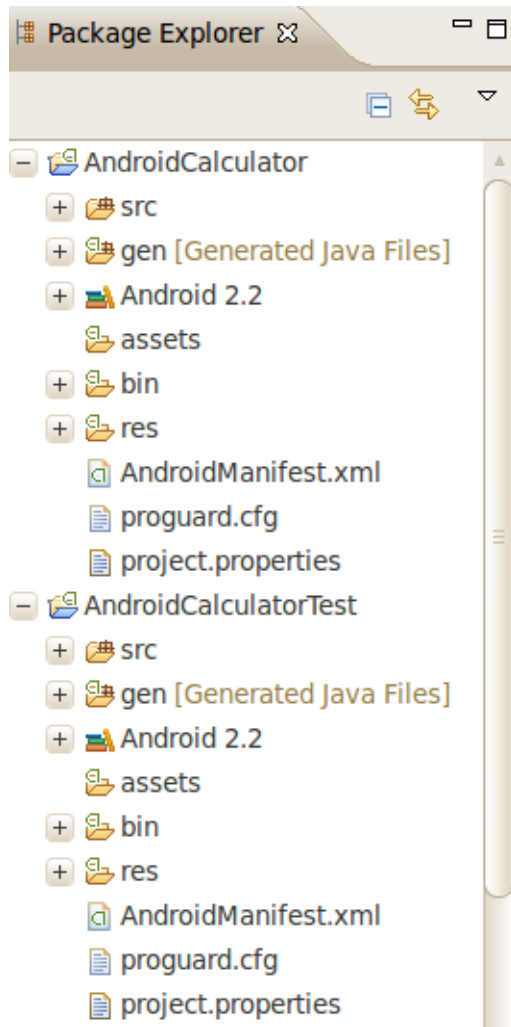 Package Explorer
AndroidCalculator
src
gen [Generated Java Files]
Android 2.2
assets
bin
res
AndroidManifest.xml
proguard.cfg
project.properties
AndroidCalculatorTest
src
gen [Generated Java Files]
Android 2.2
assets
bin
res
AndroidManifest.xml
proguard.cfg
project.properties